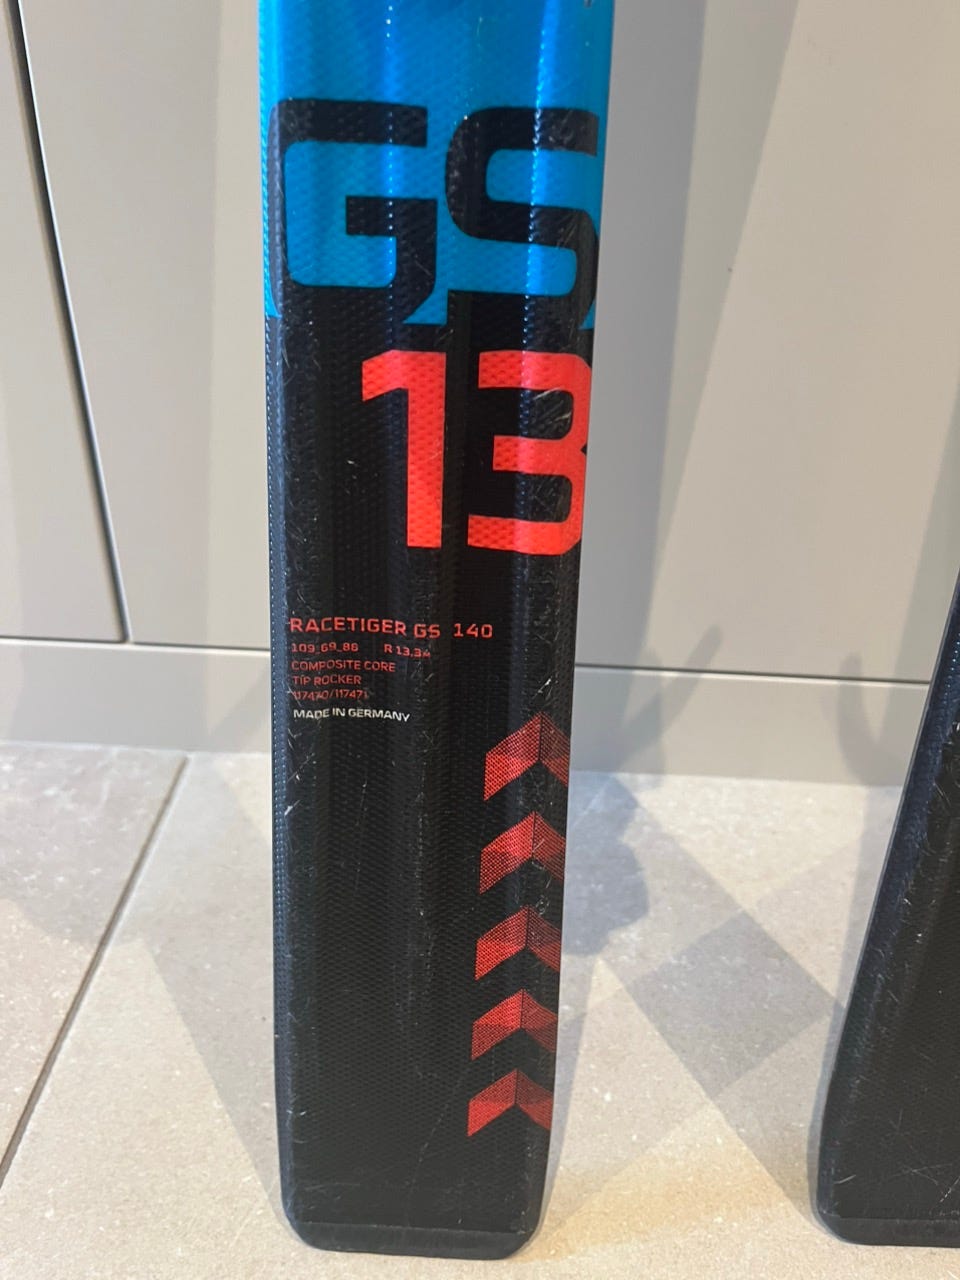 GS
13
RACETIGER GS 140
109_69_88 R 13,34
COMPOSITE CORE
TIP ROCKER
117470/117471
MADE IN GERMANY